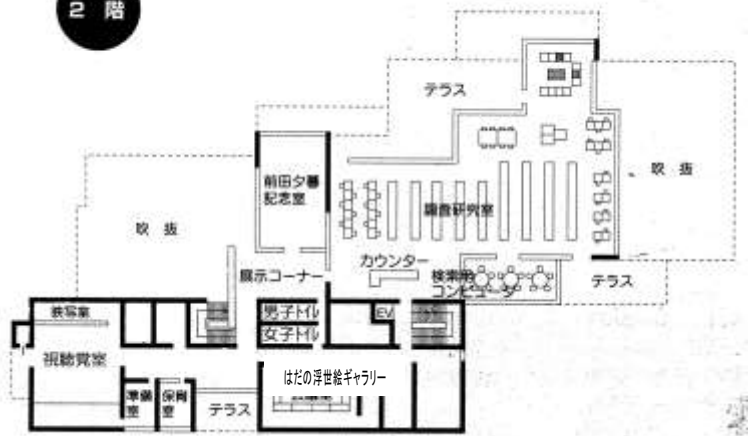 2 階
テラス
吹 抜
前田夕暮
記念室
調査研究室
吹 抜
カウンター
展示コーナー
検索用
コンピュータ
テラス
映写室
男子トイレ
EV
女子トイレ
視聴覚室
はだの浮世絵ギャラリー
準備
室
保育
室
テラス